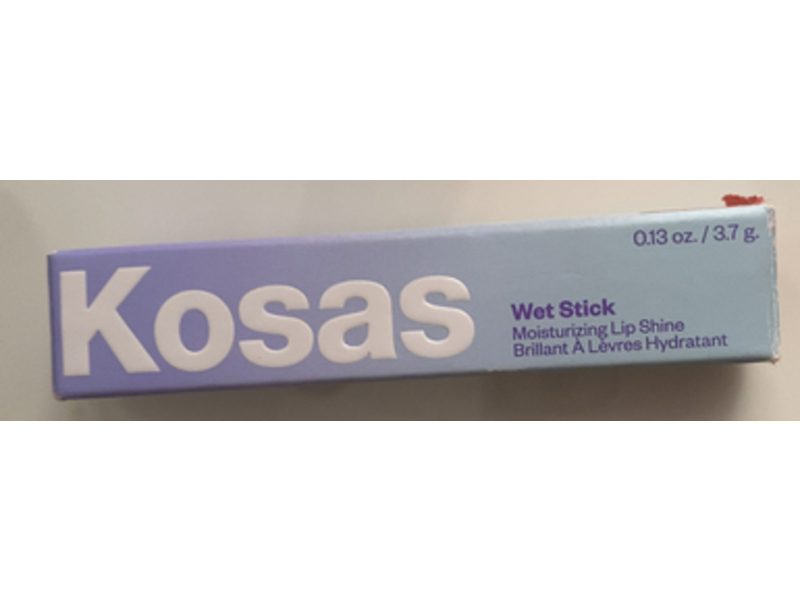 Kosas
0.13 oz. / 3.7 g.
Wet Stick
Moisturizing Lip Shine
Brillant À Lèvres Hydratant